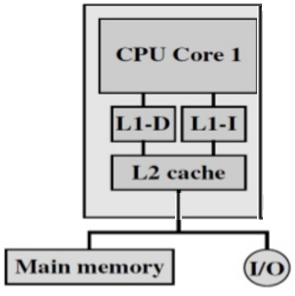 CPU Core 1
L1-D L1-I
L2 cache
Main memory I/O